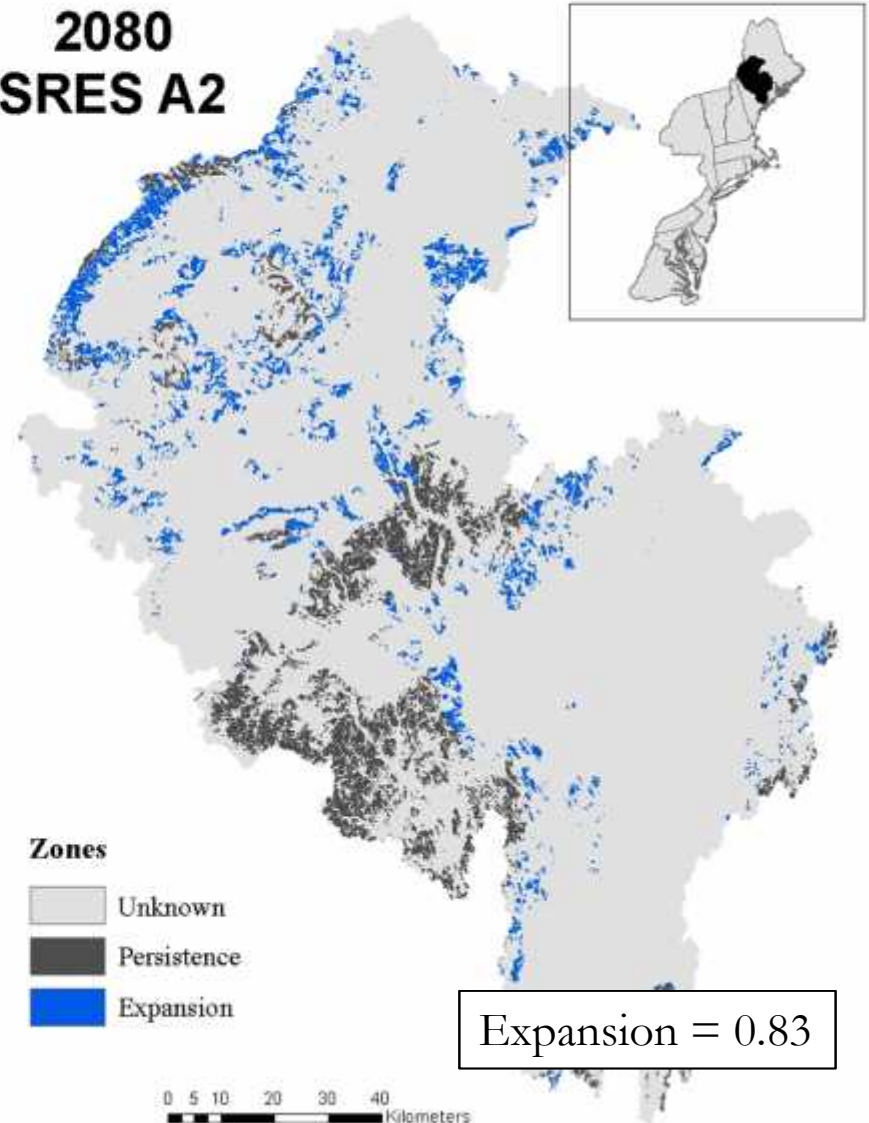 2080
SRES A2
Zones
Unknown
Persistence
Expansion
Expansion = 0.83
0 5 10 20 30 40
Kilometers